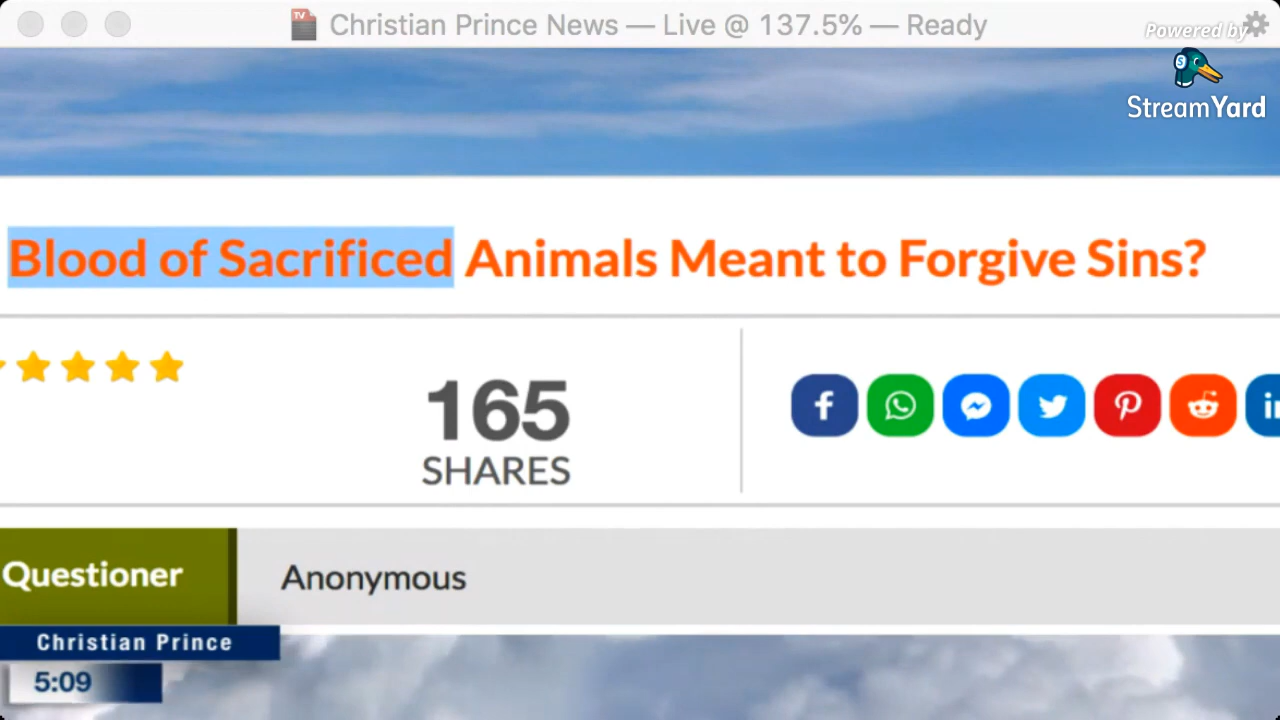 Christian Prince News — Live @ 137.5% — Ready
Powered by
StreamYard
Blood of Sacrificed Animals Meant to Forgive Sins?
165
SHARES
Questioner
Anonymous
Christian Prince
5:09